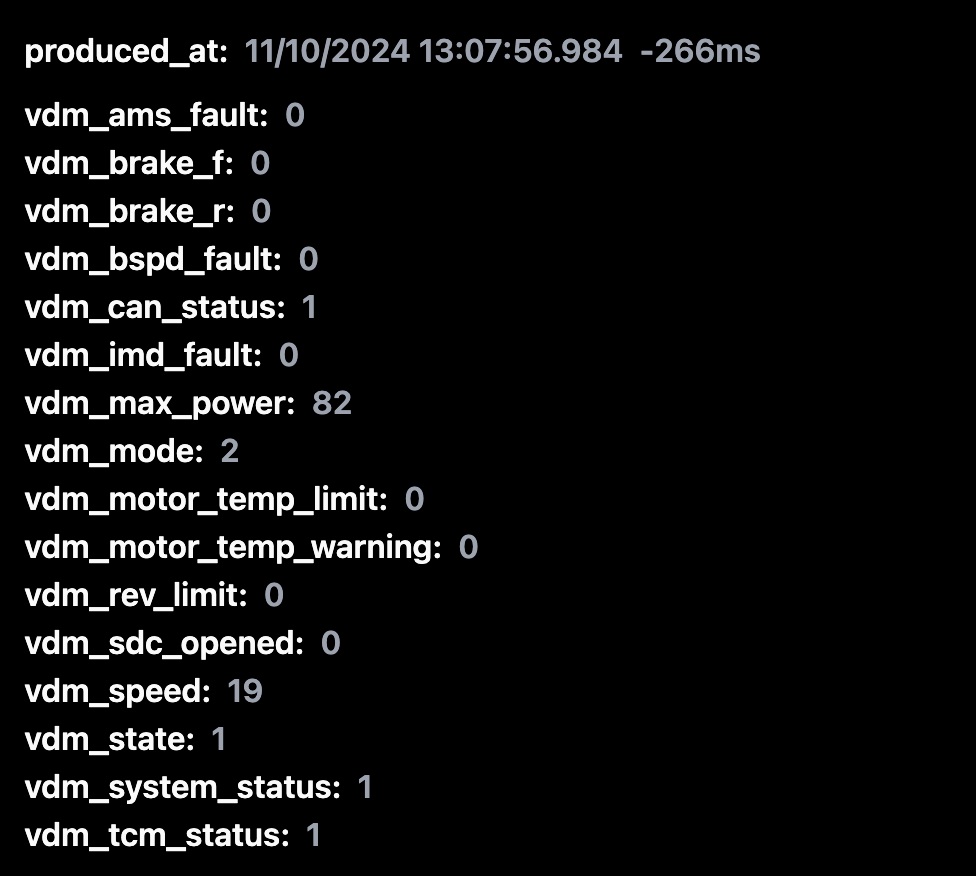 produced_at: 11/10/2024 13:07:56.984 -266ms
vdm_ams_fault: 0
vdm_brake_f: 0
vdm_brake_r: 0
vdm_bspd_fault: 0
vdm_can_status: 1
vdm_imd_fault: 0
vdm_max_power: 82
vdm_mode: 2
vdm_motor_temp_limit: 0
vdm_motor_temp_warning: 0
vdm_rev_limit: 0
vdm_sdc_opened: 0
vdm_speed: 19
vdm_state: 1
vdm_system_status: 1
vdm_tcm_status: 1